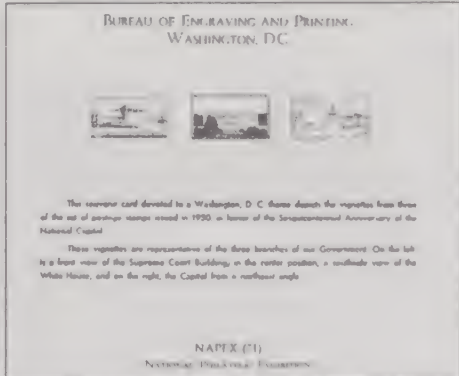 BUREAU OF ENGRAVING AND PRINTING
WASHINGTON, D.C.
This souvenir card devoted to a Washington, D C theme depicts the vignettes from three
of the set of postage stamps issued in 1950 in honor of the Sesquicentennial Anniversary of the
National Capital
These vignettes are representative of the three branches of our Government. On the left
is a front view of the Supreme Court Building, in the center position, a southside view of the
White House, and on the right, the Capitol from a northeast angle
NAPEX
NATIONAL PHILATELIC EXHIBITION